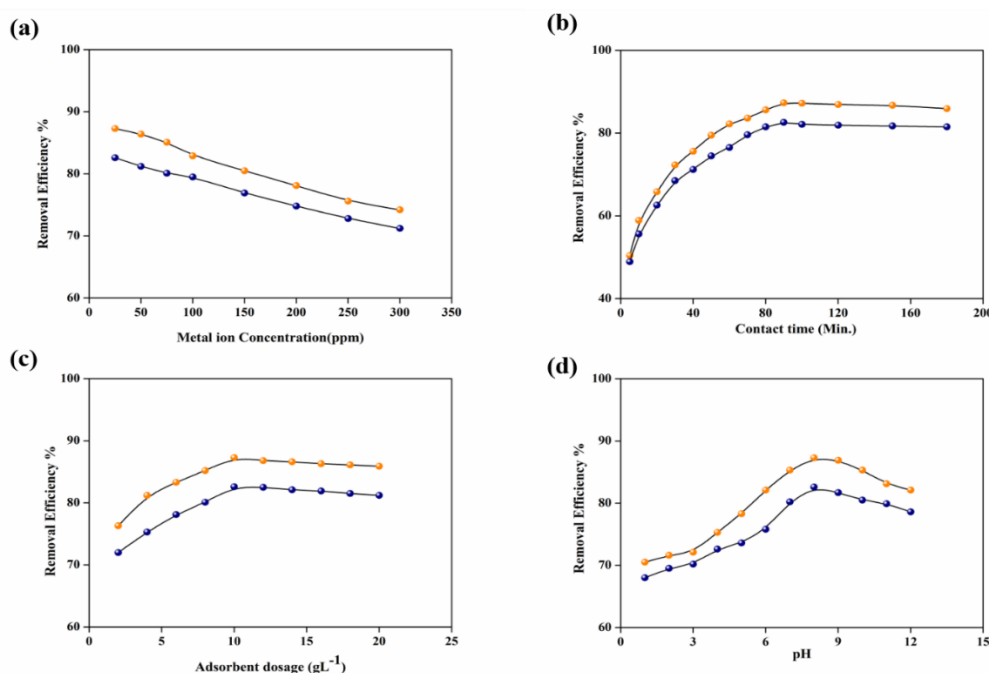 (a)
100
90
80
70
60
Removal Efficiency %
0 50 100 150 200 250 300 350
Metal ion Concentration(ppm)
(b)
100
80
60
40
Removal Efficiency %
0 40 80 120 160 200
Contact time (Min.)
(c)
100
90
80
70
60
Removal Efficiency %
0 5 10 15 20 25
Adsorbent dosage (gL⁻¹)
(d)
100
90
80
70
60
Removal Efficiency %
0 3 6 9 12 15
pH